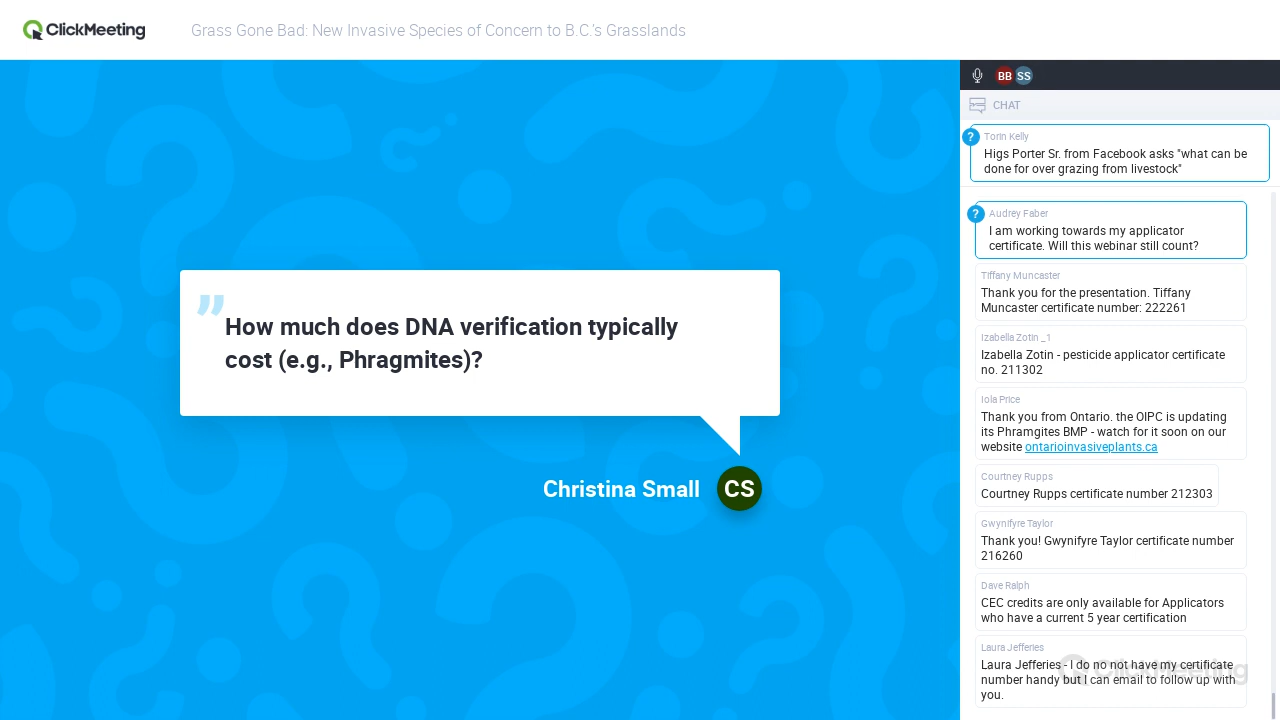 ClickMeeting
Grass Gone Bad: New Invasive Species of Concern to B.C.'s Grasslands
BB SS
CHAT
?
Torin Kelly
Higs Porter Sr. from Facebook asks "what can be
done for over grazing from livestock"
?
Audrey Faber
I am working towards my applicator
certificate. Will this webinar still count?
Tiffany Muncaster
Thank you for the presentation. Tiffany
Muncaster certificate number: 222261
Izabella Zotin _1
Izabella Zotin - pesticide applicator certificate
no. 211302
Iola Price
Thank you from Ontario. the OIPC is updating
its Phramgites BMP - watch for it soon on our
website ontarioinvasiveplants.ca
Courtney Rupps
Courtney Rupps certificate number 212303
Gwynifyre Taylor
Thank you! Gwynifyre Taylor certificate number
216260
Dave Ralph
CEC credits are only available for Applicators
who have a current 5 year certification
Laura Jefferies
Laura Jefferies - I do not not have my certificate
number handy but I can email to follow up with
you.
ClickMeeting
"
How much does DNA verification typically
cost (e.g., Phragmites)?
Christina Small
CS